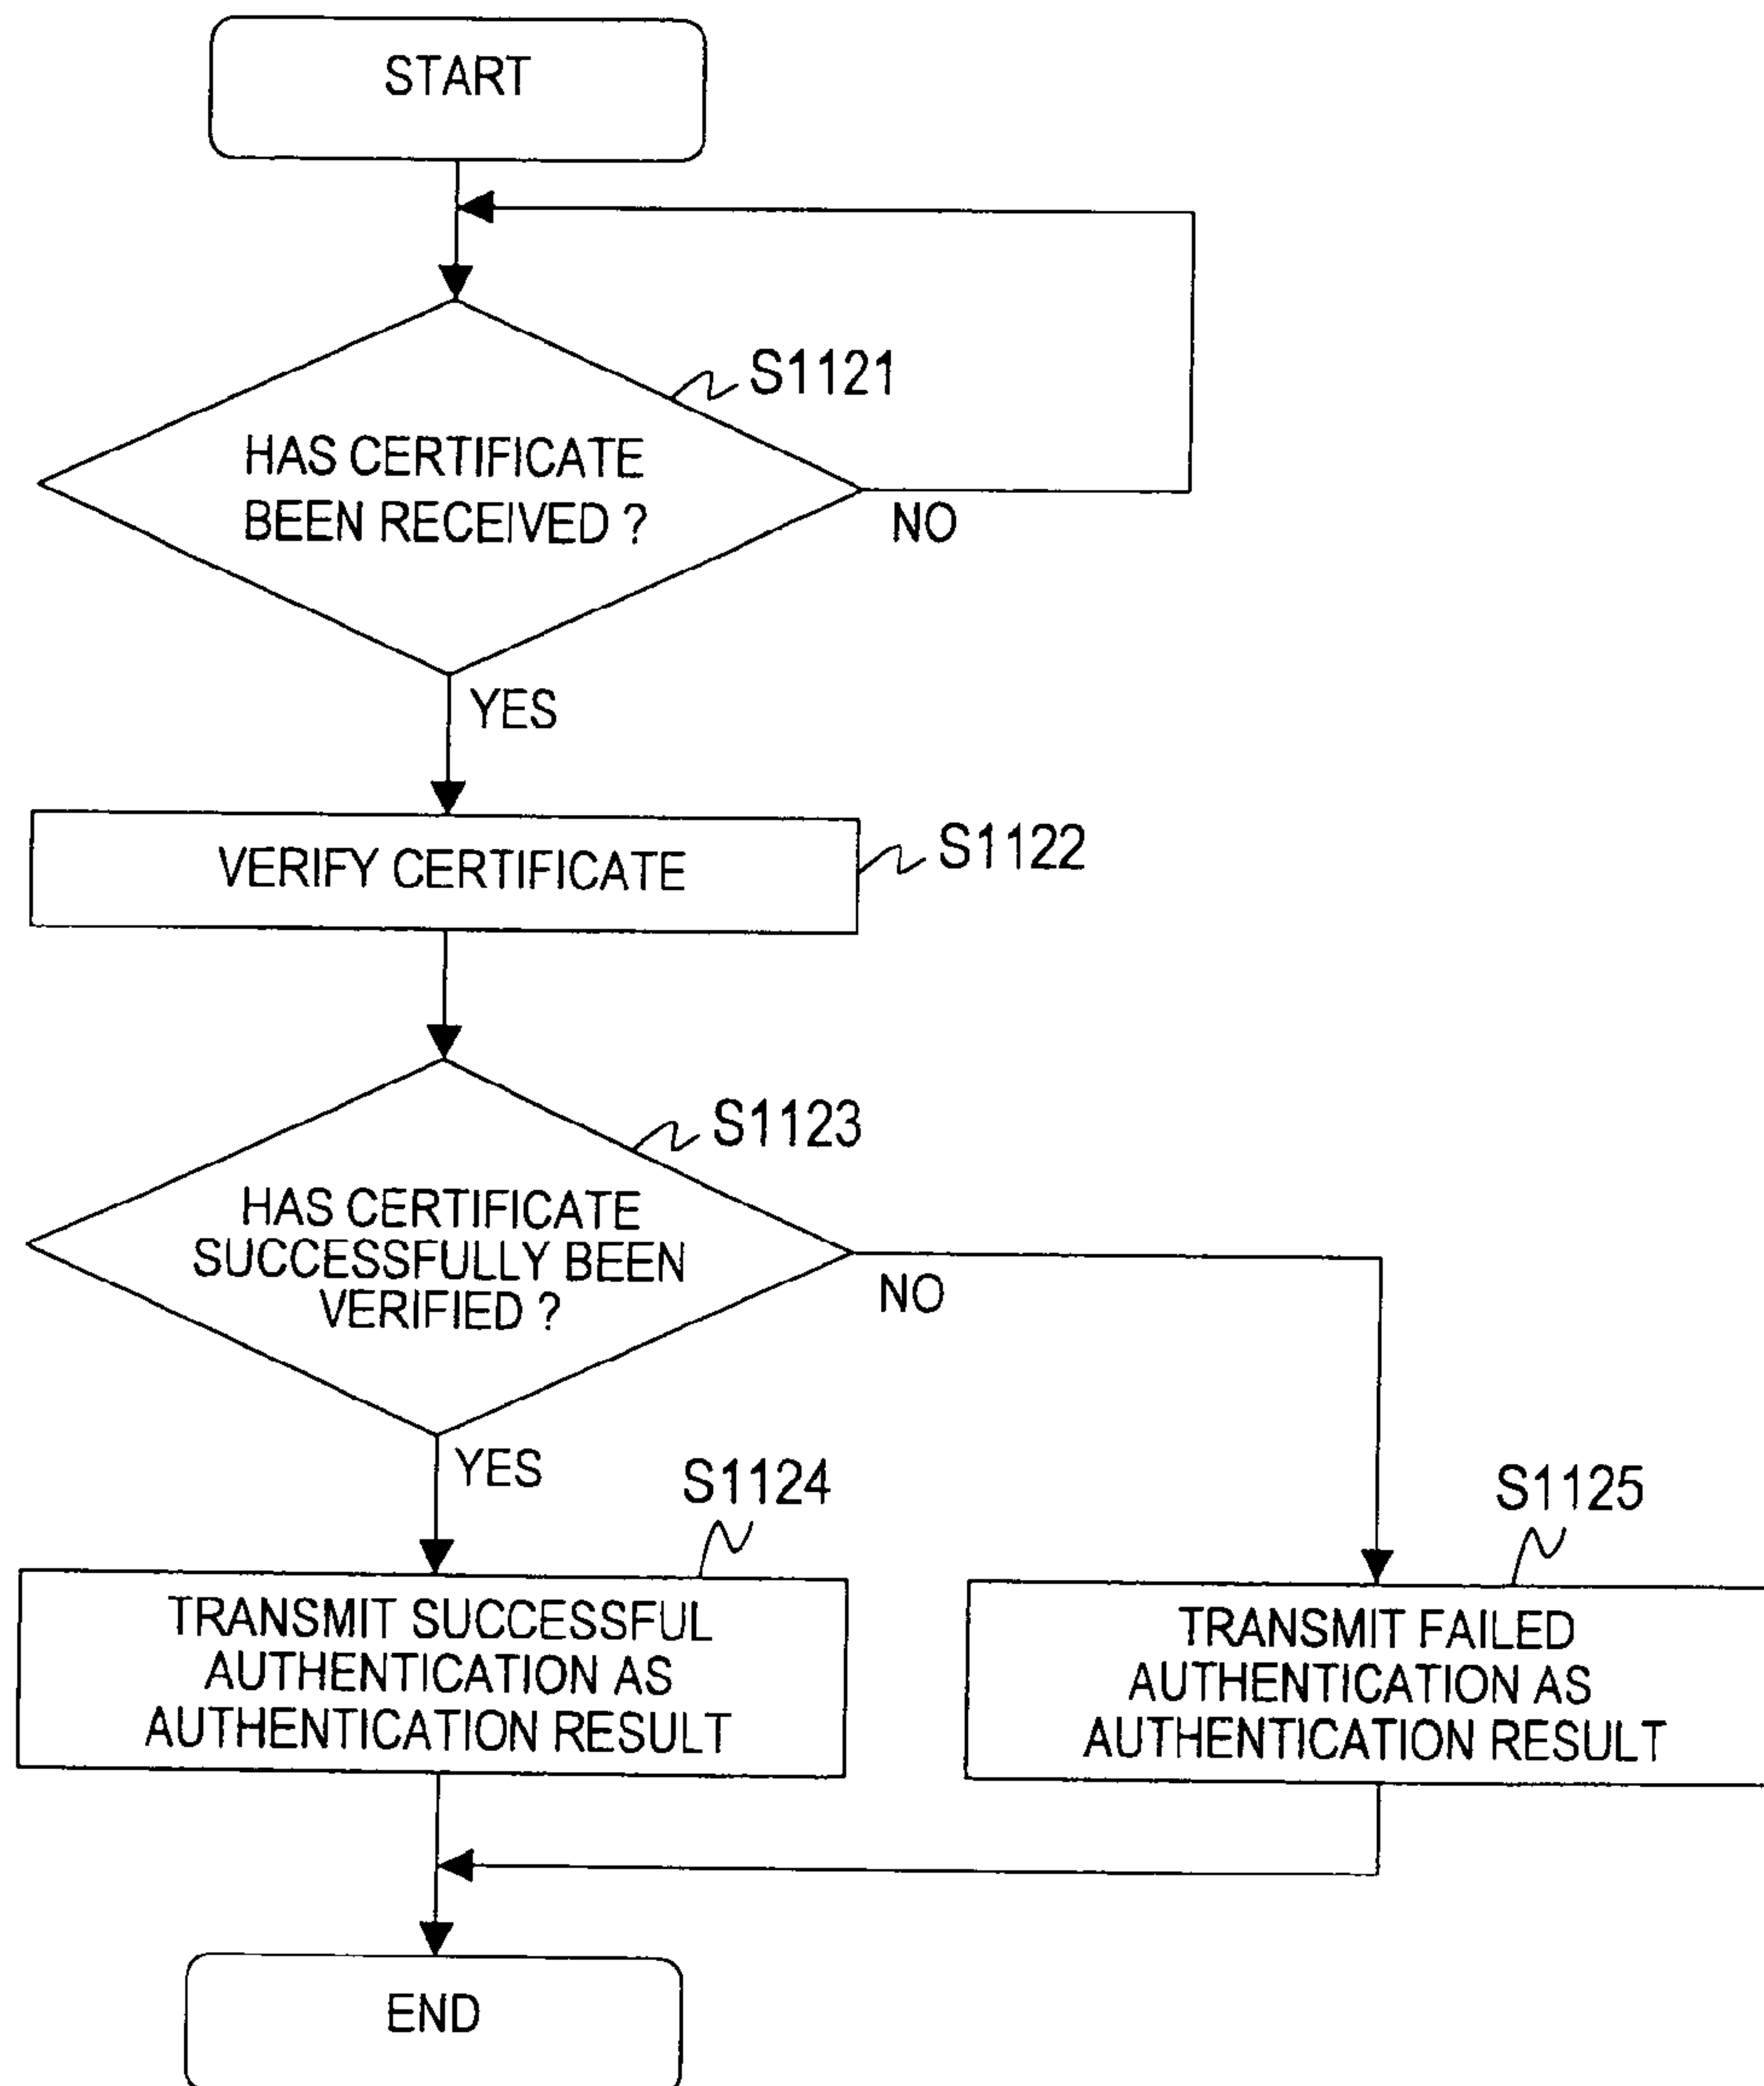 START
S1121
HAS CERTIFICATE
BEEN RECEIVED ?
NO
YES
VERIFY CERTIFICATE
S1122
S1123
HAS CERTIFICATE
SUCCESSFULLY BEEN
VERIFIED ?
NO
YES
S1124
S1125
TRANSMIT SUCCESSFUL
AUTHENTICATION AS
AUTHENTICATION RESULT
TRANSMIT FAILED
AUTHENTICATION AS
AUTHENTICATION RESULT
END